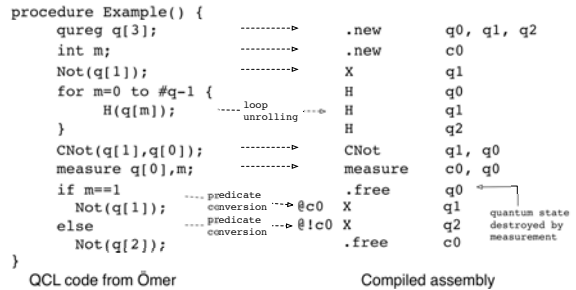 procedure Example() {
qureg q[3]; .new q0, q1, q2
int m; .new c0
Not(q[1]); X q1
for m=0 to #q-1 { H q0
H(q[m]); loop unrolling H q1
} H q2
CNot(q[1],q[0]); CNot q1, q0
measure q[0],m; measure c0, q0
if m==1 .free q0
Not(q[1]); predicate conversion @c0 X q1
else predicate conversion @!c0 X q2
Not(q[2]); .free c0
quantum state
destroyed by
measurement
}
QCL code from Ömer Compiled assembly